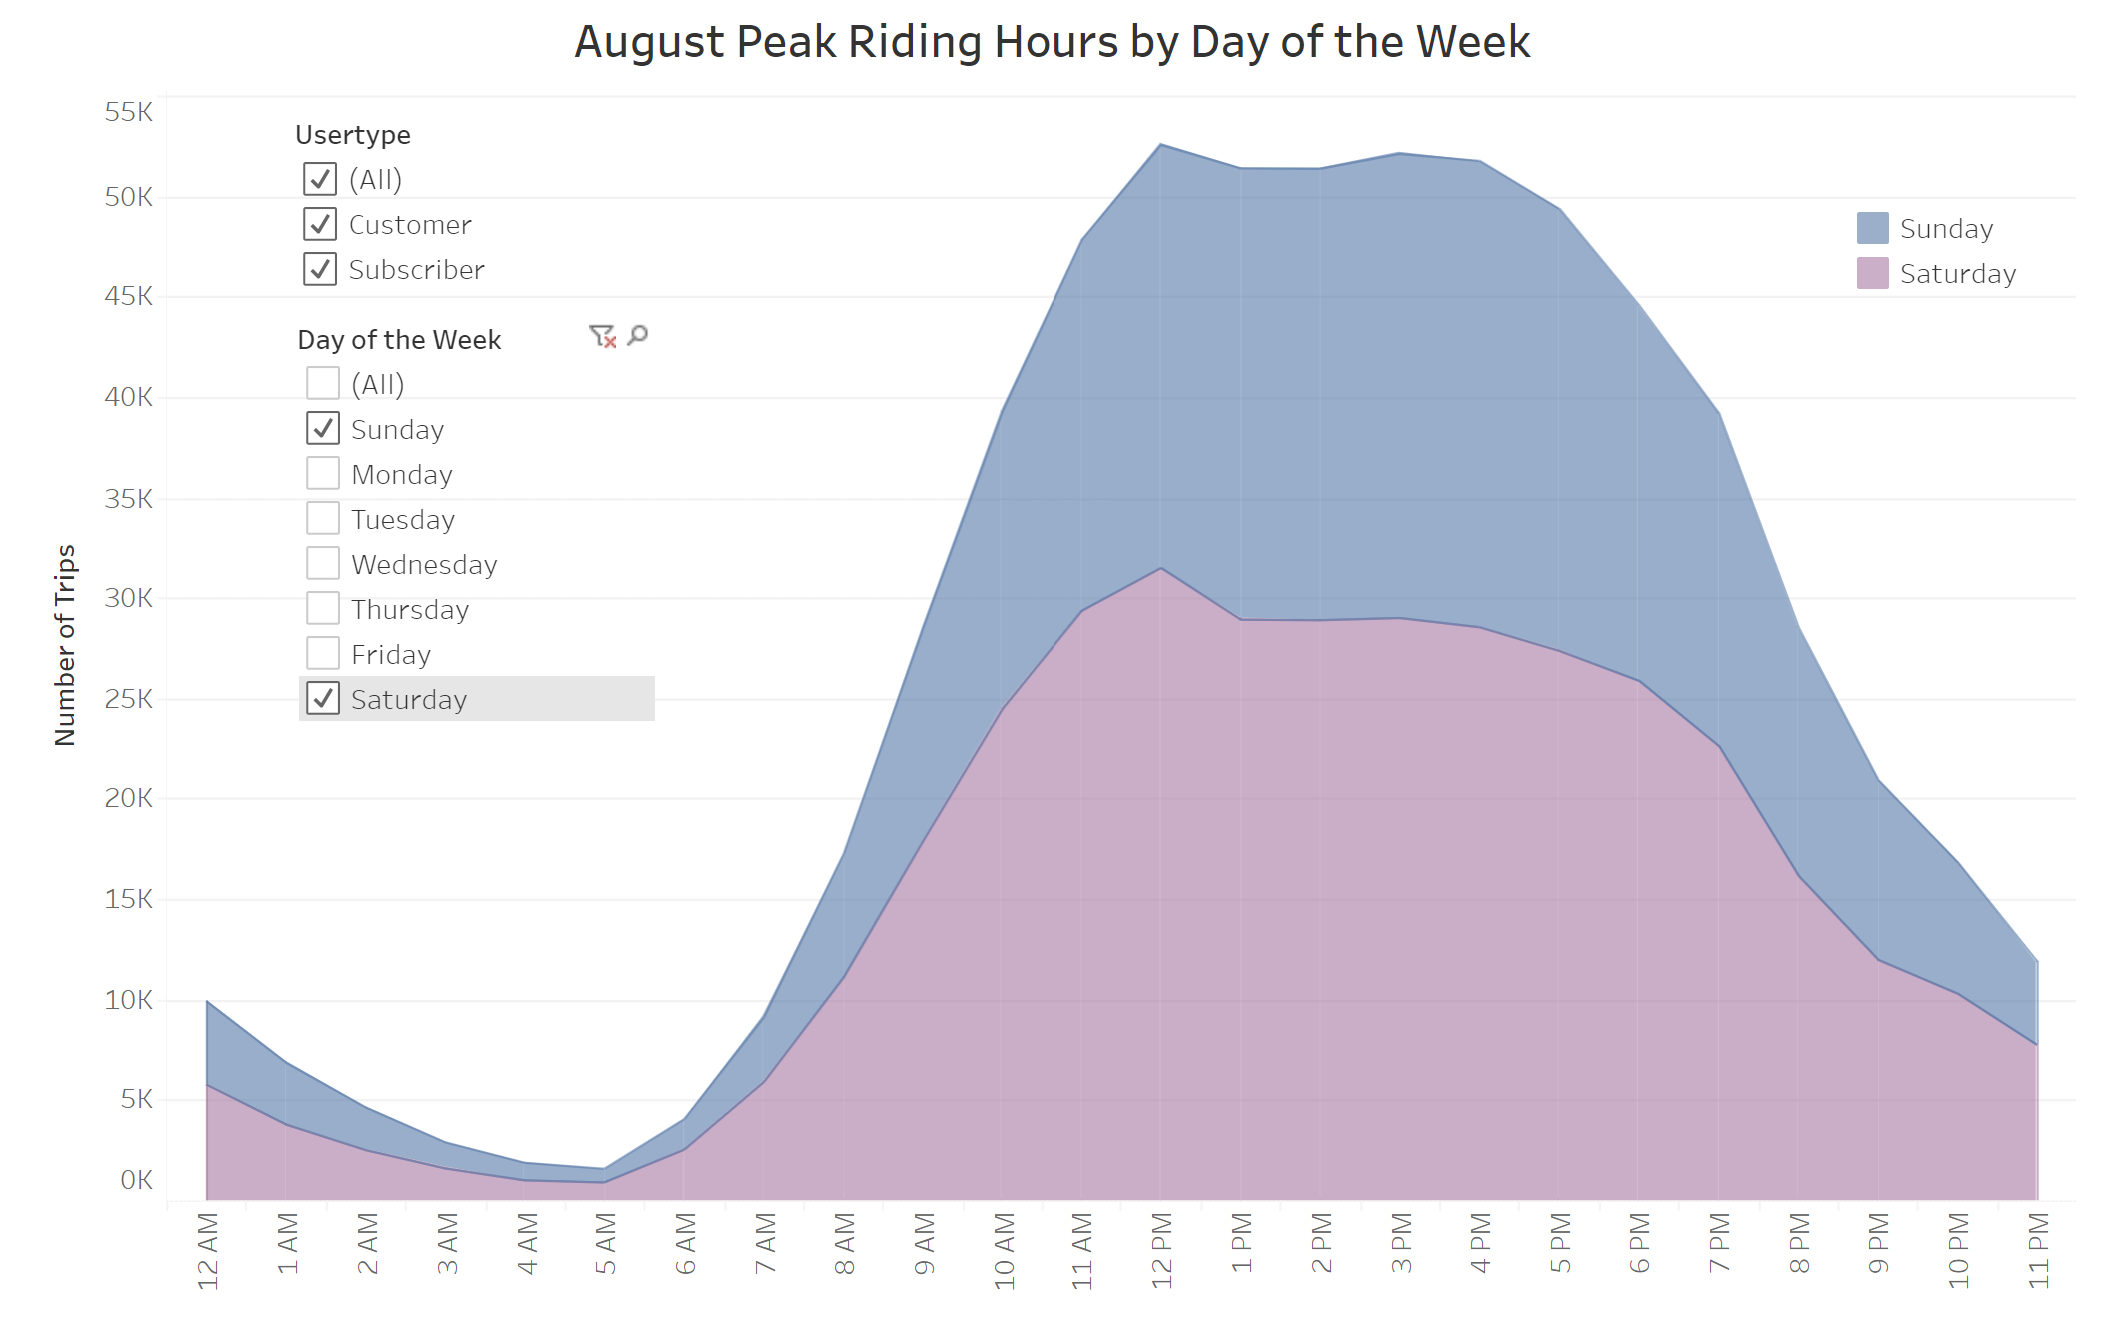 August Peak Riding Hours by Day of the Week
55K
50K
45K
40K
35K
30K
25K
20K
15K
10K
5K
0K
Number of Trips
Usertype
(All)
Customer
Subscriber
Day of the Week
(All)
Sunday
Monday
Tuesday
Wednesday
Thursday
Friday
Saturday
Sunday
Saturday
12 AM
1 AM
2 AM
3 AM
4 AM
5 AM
6 AM
7 AM
8 AM
9 AM
10 AM
11 AM
12 PM
1 PM
2 PM
3 PM
4 PM
5 PM
6 PM
7 PM
8 PM
9 PM
10 PM
11 PM